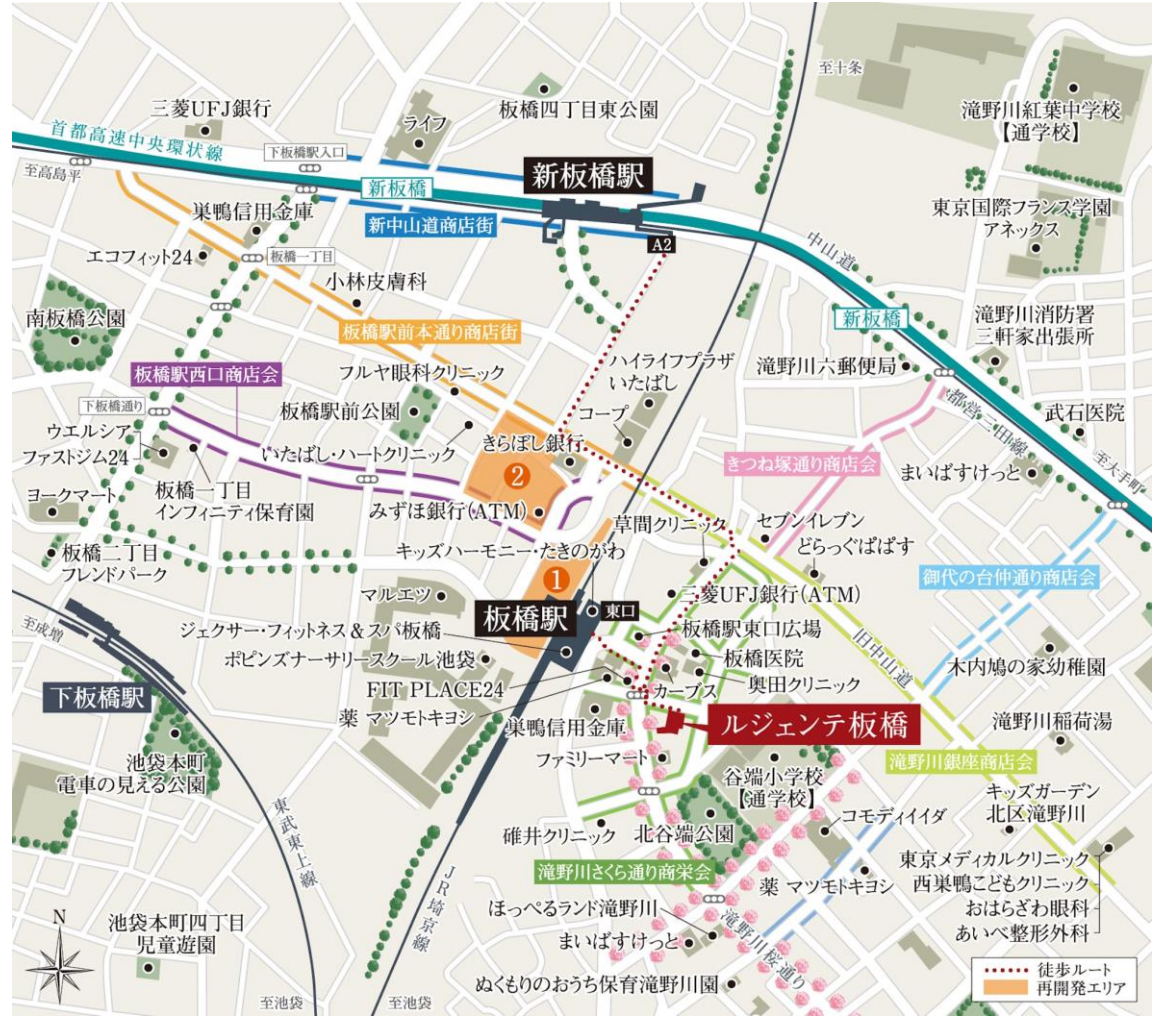 三菱UFJ銀行
ライフ
板橋四丁目東公園
至十条
滝野川紅葉中学校
【通学校】
首都高速中央環状線
下板橋駅入口
至高島平
新板橋駅
新板橋
A2
新中山道商店街
巣鴨信用金庫
エコフィット24
板橋一丁目
小林皮膚科
東京国際フランス学園
アネックス
中山道
新板橋
滝野川消防署
三軒家出張所
南板橋公園
板橋駅前本通り商店街
板橋駅西口商店会
フルヤ眼科クリニック
ハイライフプラザ
いたばし
滝野川六郵便局
都営三田線
武石医院
至大手町
下板橋通り
板橋駅前公園
コープ
ウエルシア
ファストジム24
いたばし・ハートクリニック
きらぼし銀行
きつね塚通り商店会
まいばすけっと
ヨークマート
板橋一丁目
インフィニティ保育園
2
みずほ銀行(ATM)
草間クリニック
セブンイレブン
どらっぐぱぱす
キッズハーモニー・たきのがわ
板橋二丁目
フレンドパーク
1
御代の台仲通り商店会
マルエツ
板橋駅
東口
三菱UFJ銀行(ATM)
至成増
ジェクサー・フィットネス&スパ板橋
板橋駅東口広場
旧中山道
ポピンズナーサリースクール池袋
板橋医院
木内鳩の家幼稚園
下板橋駅
FIT PLACE24
カーブス
奥田クリニック
薬 マツモトキヨシ
巣鴨信用金庫
ルジェンテ板橋
滝野川稲荷湯
池袋本町
電車の見える公園
ファミリーマート
谷端小学校
【通学校】
滝野川銀座商店会
キッズガーデン
北区滝野川
東武東上線
碓井クリニック
北谷端公園
コモディイイダ
滝野川さくら通り商栄会
東京メディカルクリニック
西巣鴨こどもクリニック
おはらざわ眼科
あいべ整形外科
JR埼京線
薬 マツモトキヨシ
ほっぺるランド滝野川
滝野川桜通り
池袋本町四丁目
児童遊園
まいばすけっと
N
ぬくもりのおうち保育滝野川園
徒歩ルート
再開発エリア
至池袋
至池袋